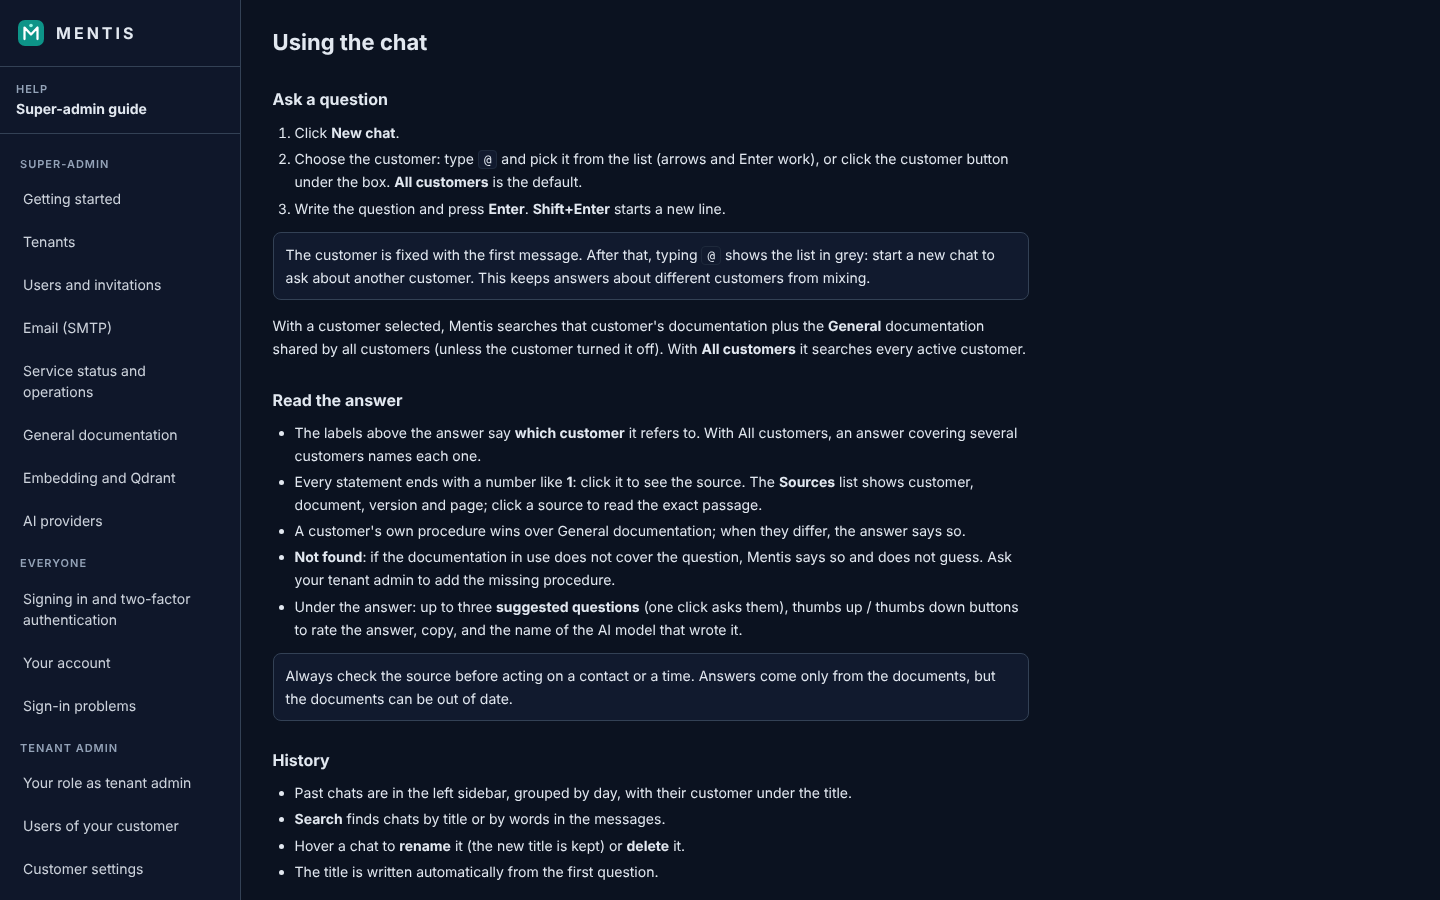 MENTIS
HELP
Super-admin guide
SUPER-ADMIN
Getting started
Tenants
Users and invitations
Email (SMTP)
Service status and
operations
General documentation
Embedding and Qdrant
AI providers
EVERYONE
Signing in and two-factor
authentication
Your account
Sign-in problems
TENANT ADMIN
Your role as tenant admin
Users of your customer
Customer settings
Using the chat
Ask a question
1. Click New chat.
2. Choose the customer: type @ and pick it from the list (arrows and Enter work), or click the customer button
under the box. All customers is the default.
3. Write the question and press Enter. Shift+Enter starts a new line.
The customer is fixed with the first message. After that, typing @ shows the list in grey: start a new chat to
ask about another customer. This keeps answers about different customers from mixing.
With a customer selected, Mentis searches that customer's documentation plus the General documentation
shared by all customers (unless the customer turned it off). With All customers it searches every active customer.
Read the answer
• The labels above the answer say which customer it refers to. With All customers, an answer covering several
customers names each one.
• Every statement ends with a number like 1: click it to see the source. The Sources list shows customer,
document, version and page; click a source to read the exact passage.
• A customer's own procedure wins over General documentation; when they differ, the answer says so.
• Not found: if the documentation in use does not cover the question, Mentis says so and does not guess. Ask
your tenant admin to add the missing procedure.
• Under the answer: up to three suggested questions (one click asks them), thumbs up / thumbs down buttons
to rate the answer, copy, and the name of the AI model that wrote it.
Always check the source before acting on a contact or a time. Answers come only from the documents, but
the documents can be out of date.
History
• Past chats are in the left sidebar, grouped by day, with their customer under the title.
• Search finds chats by title or by words in the messages.
• Hover a chat to rename it (the new title is kept) or delete it.
• The title is written automatically from the first question.